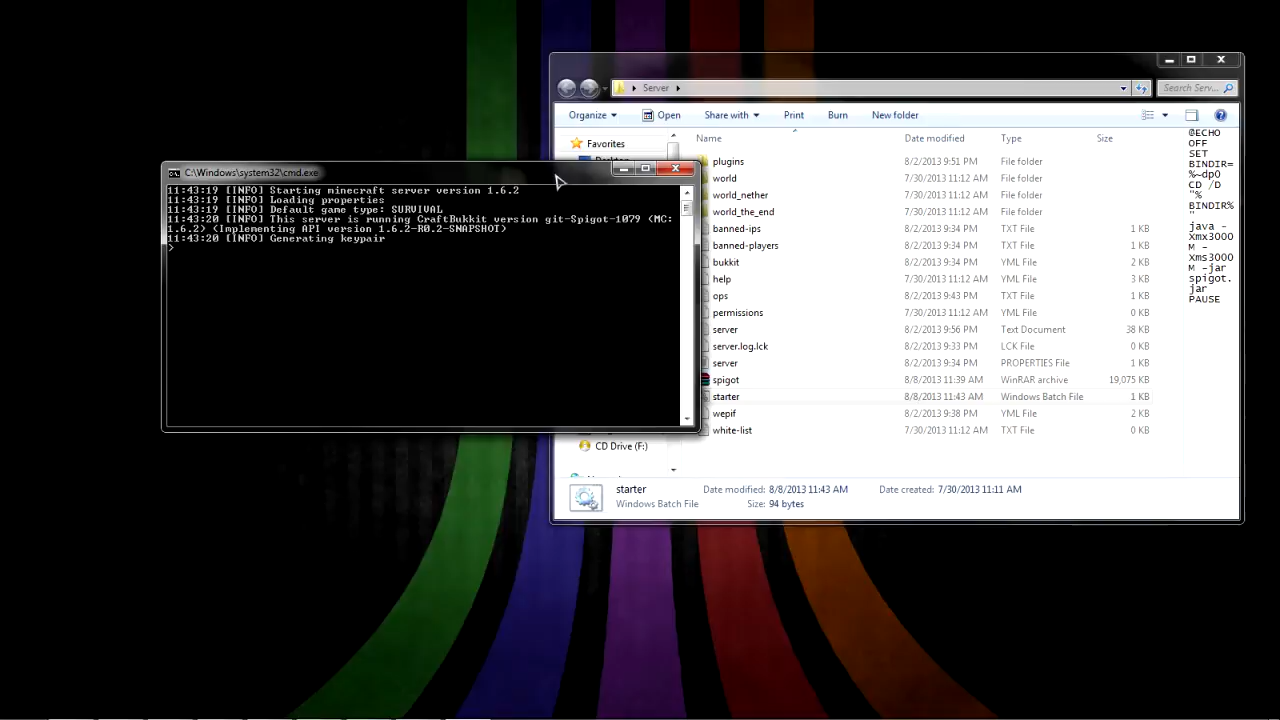 C:\Windows\system32\cmd.exe
11:43:19 [INFO] Starting minecraft server version 1.6.2
11:43:19 [INFO] Loading properties
11:43:19 [INFO] Default game type: SURVIVAL
11:43:20 [INFO] This server is running CraftBukkit version git-Spigot-1079 (MC:
1.6.2) (Implementing API version 1.6.2-R0.2-SNAPSHOT)
11:43:20 [INFO] Generating keypair
>
Server
Search Serv...
Organize Open Share with Print Burn New folder
Favorites
Name Date modified Type Size
plugins 8/2/2013 9:51 PM File folder
world 7/30/2013 11:12 AM File folder
world_nether 7/30/2013 11:12 AM File folder
world_the_end 7/30/2013 11:12 AM File folder
banned-ips 8/2/2013 9:34 PM TXT File 1 KB
banned-players 8/2/2013 9:34 PM TXT File 1 KB
bukkit 8/2/2013 9:34 PM YML File 2 KB
help 7/30/2013 11:12 AM YML File 3 KB
ops 8/2/2013 9:43 PM TXT File 1 KB
permissions 7/30/2013 11:12 AM YML File 0 KB
server 8/2/2013 9:56 PM Text Document 38 KB
server.log.lck 8/2/2013 9:33 PM LCK File 0 KB
server 8/2/2013 9:34 PM PROPERTIES File 1 KB
spigot 8/8/2013 11:39 AM WinRAR archive 19,075 KB
starter 8/8/2013 11:43 AM Windows Batch File 1 KB
wepif 8/2/2013 9:38 PM YML File 2 KB
white-list 7/30/2013 11:12 AM TXT File 0 KB
CD Drive (F:)
@ECHO
OFF
SET
BINDIR=
%~dp0
CD /D
"%
BINDIR%
"
java -
Xmx3000
M -
Xms3000
M -jar
spigot.
jar
PAUSE
starter Date modified: 8/8/2013 11:43 AM Date created: 7/30/2013 11:11 AM
Windows Batch File Size: 94 bytes